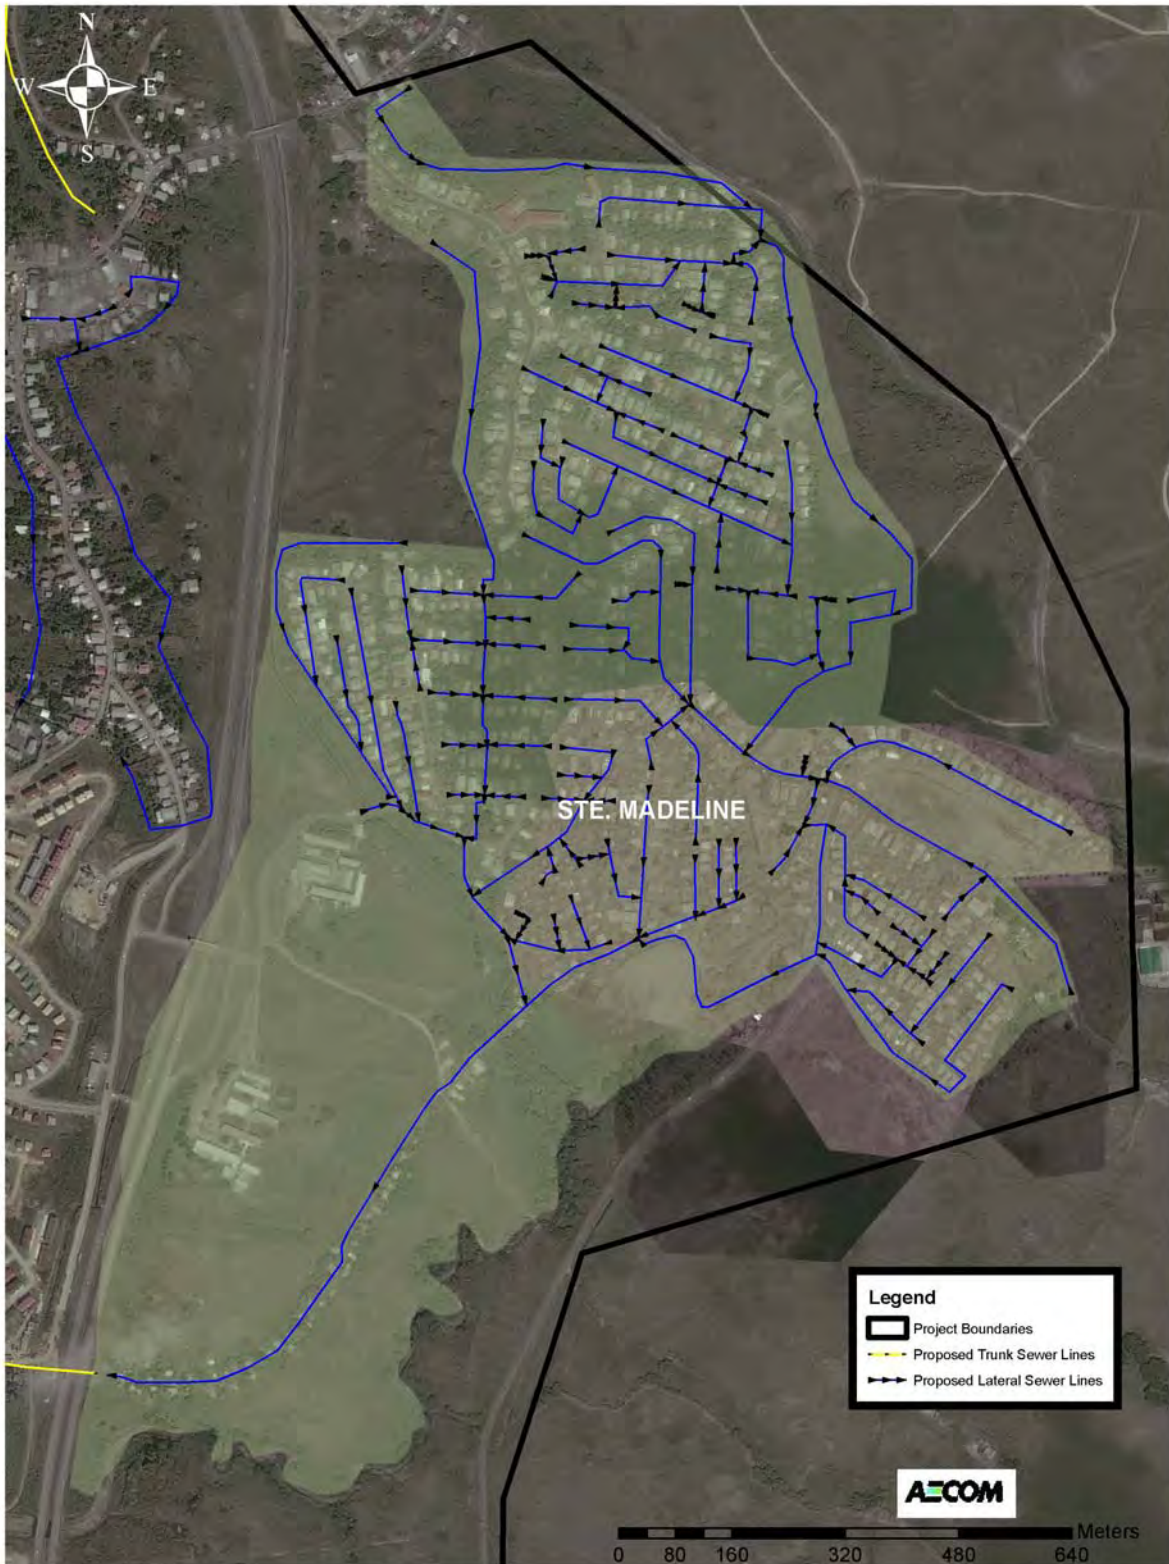 N
W E
S
STE. MADELINE
Legend
Project Boundaries
Proposed Trunk Sewer Lines
Proposed Lateral Sewer Lines
AECOM
Meters
0 80 160 320 480 640